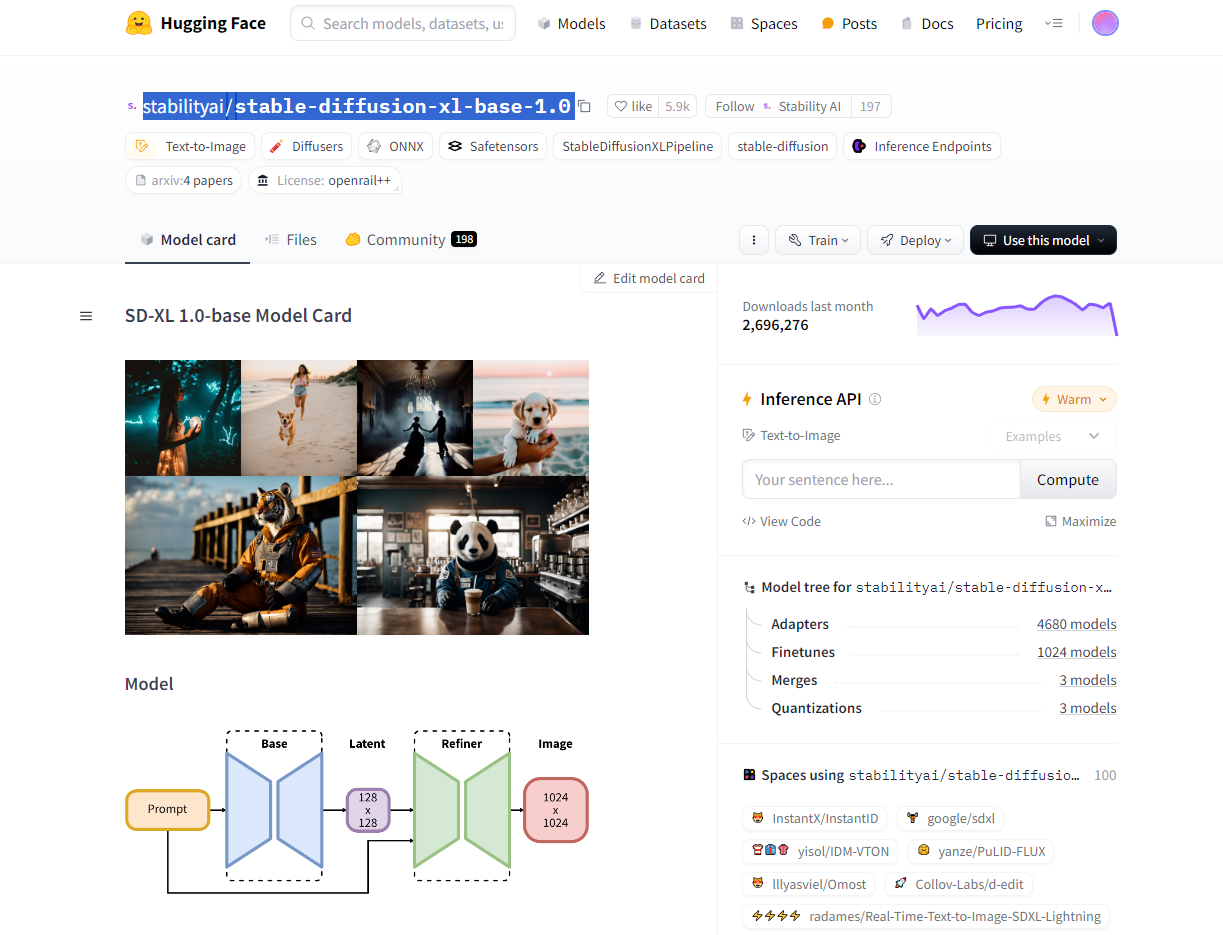 Hugging Face
Search models, datasets, us
Models
Datasets
Spaces
Posts
Docs
Pricing
s. stabilityai/stable-diffusion-xl-base-1.0
like 5.9k
Follow s. Stability AI 197
Text-to-Image
Diffusers
ONNX
Safetensors
StableDiffusionXLPipeline
stable-diffusion
Inference Endpoints
arxiv:4 papers
License: openrail++
Model card
Files
Community 198
Train
Deploy
Use this model
Edit model card
SD-XL 1.0-base Model Card
Model
Base
Latent
Refiner
Image
Prompt
128
x
128
1024
x
1024
Downloads last month
2,696,276
Inference API
Warm
Text-to-Image
Examples
Your sentence here...
Compute
</> View Code
Maximize
Model tree for stabilityai/stable-diffusion-x…
Adapters 4680 models
Finetunes 1024 models
Merges 3 models
Quantizations 3 models
Spaces using stabilityai/stable-diffusio… 100
InstantX/InstantID
google/sdxl
yisol/IDM-VTON
yanze/PuLID-FLUX
lllyasviel/Omost
Collov-Labs/d-edit
radames/Real-Time-Text-to-Image-SDXL-Lightning